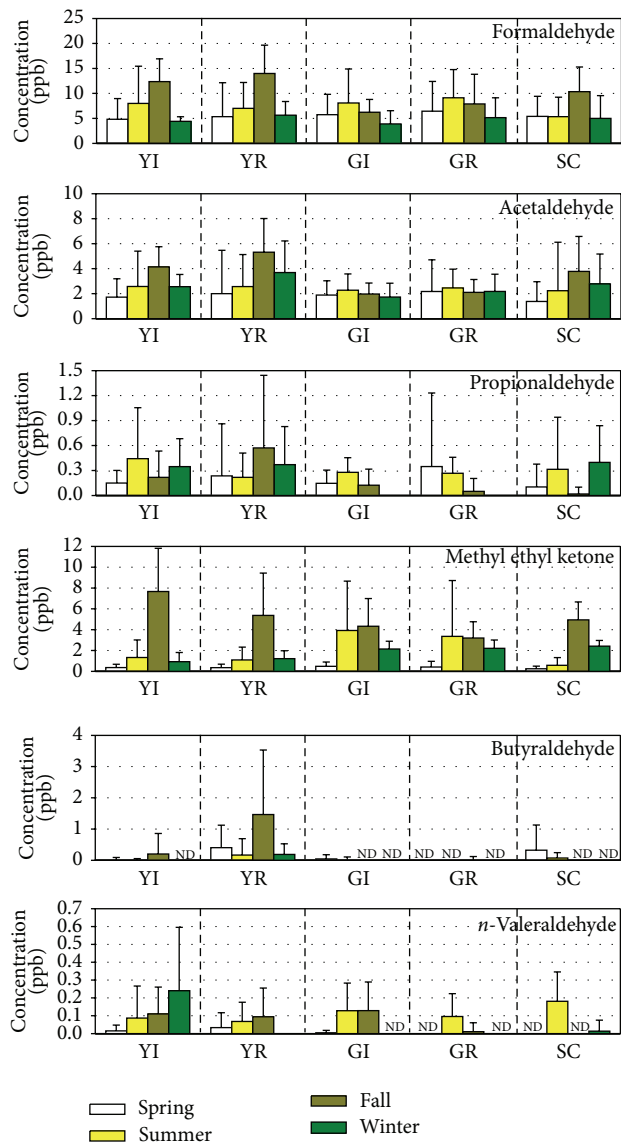 Formaldehyde
Concentration
(ppb)
25
20
15
10
5
0
YI YR GI GR SC
Acetaldehyde
Concentration
(ppb)
10
8
6
4
2
0
YI YR GI GR SC
Propionaldehyde
Concentration
(ppb)
1.5
1.2
0.9
0.6
0.3
0.0
YI YR GI GR SC
Methyl ethyl ketone
Concentration
(ppb)
12
10
8
6
4
2
0
YI YR GI GR SC
Butyraldehyde
Concentration
(ppb)
4
3
2
1
0
ND ND ND ND ND ND ND ND
YI YR GI GR SC
n-Valeraldehyde
Concentration
(ppb)
0.7
0.6
0.5
0.4
0.3
0.2
0.1
0.0
ND ND ND ND ND
YI YR GI GR SC
Spring Fall
Summer Winter